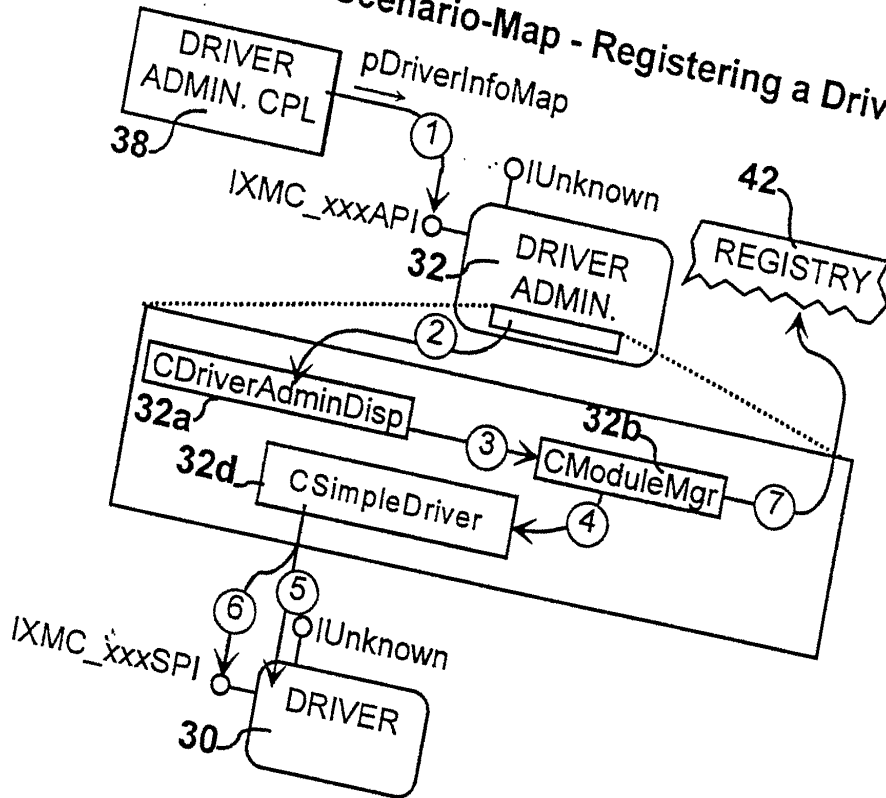 Scenario-Map - Registering a Driv
DRIVER
ADMIN. CPL
pDriverInfoMap
38
1
IUnknown
42
IXMC_xxxAPI
REGISTRY
32
DRIVER
ADMIN.
2
CDriverAdminDisp
32a
32b
3
CModuleMgr
32d
CSimpleDriver
7
4
6
5
IUnknown
IXMC_xxxSPI
DRIVER
30